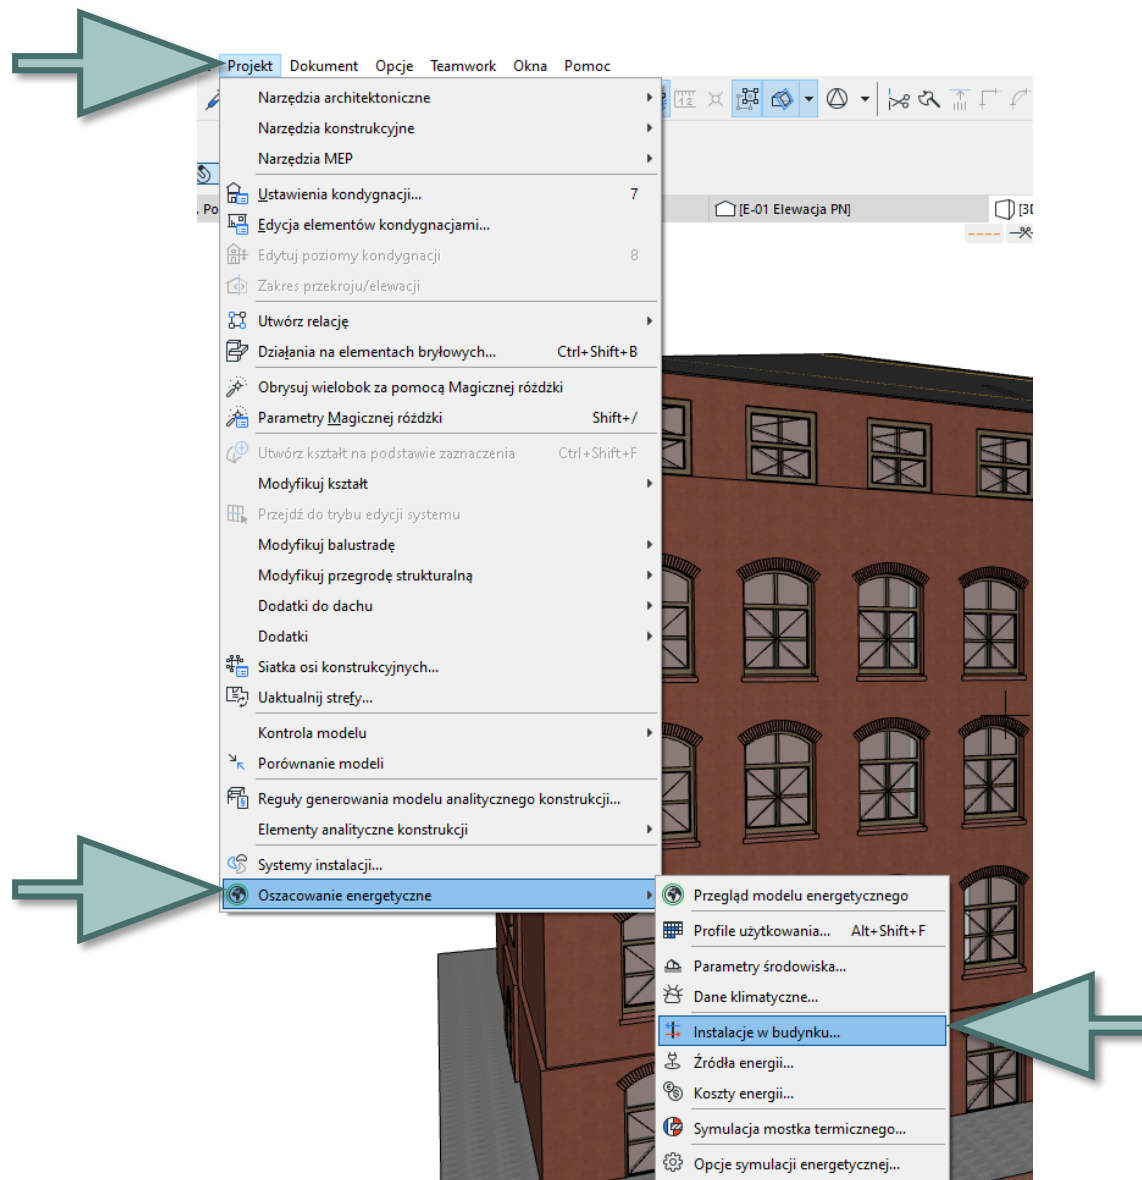 Projekt Dokument Opcje Teamwork Okna Pomoc
Narzędzia architektoniczne
Narzędzia konstrukcyjne
Narzędzia MEP
Ustawienia kondygnacji... 7
[E-01 Elewacja PN]
Edycja elementów kondygnacjami...
Edytuj poziomy kondygnacji 8
Zakres przekroju/elewacji
Utwórz relację
Działania na elementach bryłowych... Ctrl+Shift+B
Obrysuj wielobok za pomocą Magicznej różdżki
Parametry Magicznej różdżki Shift+/
Utwórz kształt na podstawie zaznaczenia Ctrl+Shift+F
Modyfikuj kształt
Przejdź do trybu edycji systemu
Modyfikuj balustradę
Modyfikuj przegrodę strukturalną
Dodatki do dachu
Dodatki
Siatka osi konstrukcyjnych...
Uaktualnij strefy...
Kontrola modelu
Porównanie modeli
Reguły generowania modelu analitycznego konstrukcji...
Elementy analityczne konstrukcji
Systemy instalacji...
Oszacowanie energetyczne
Przegląd modelu energetycznego
Profile użytkowania... Alt+Shift+F
Parametry środowiska...
Dane klimatyczne...
Instalacje w budynku...
Źródła energii...
Koszty energii...
Symulacja mostka termicznego...
Opcje symulacji energetycznej...